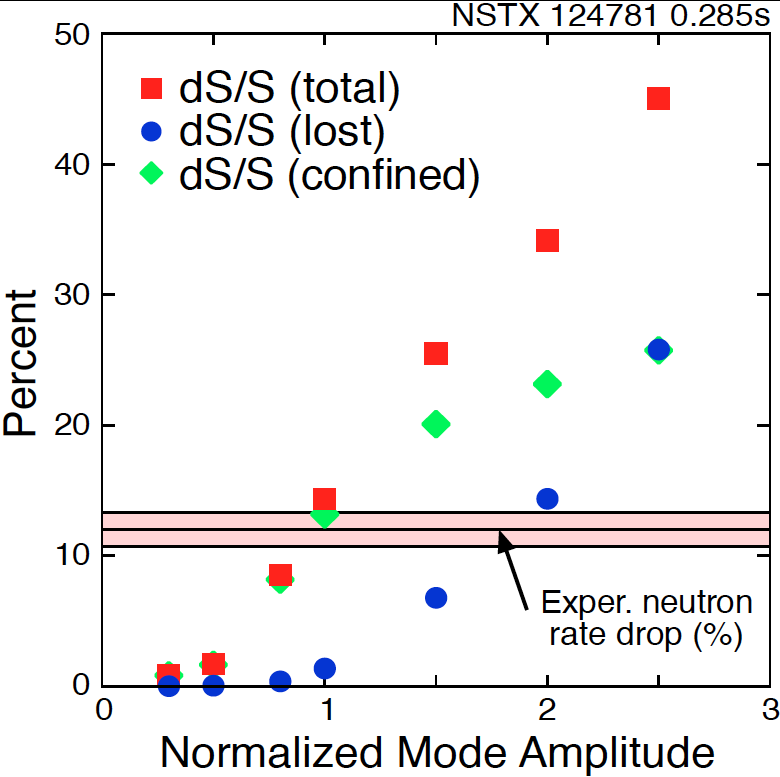 NSTX 124781 0.285s
50
dS/S (total)
dS/S (lost)
40
dS/S (confined)
30
Percent
20
10
Exper. neutron
rate drop (%)
0
0 1 2 3
Normalized Mode Amplitude